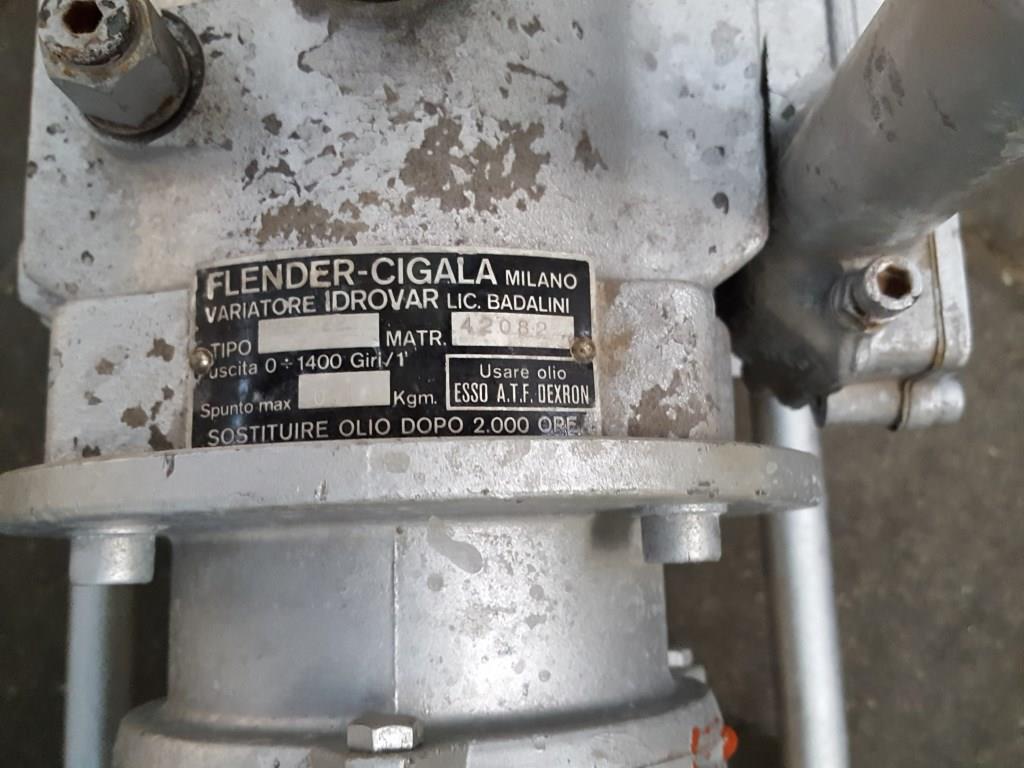 FLENDER-CIGALA MILANO
VARIATORE IDROVAR LIC. BADALINI
TIPO MATR. 42082
uscita 0÷1400 Giri/1'
Spunto max Kgm.
Usare olio
ESSO A.T.F. DEXRON
SOSTITUIRE OLIO DOPO 2.000 ORE